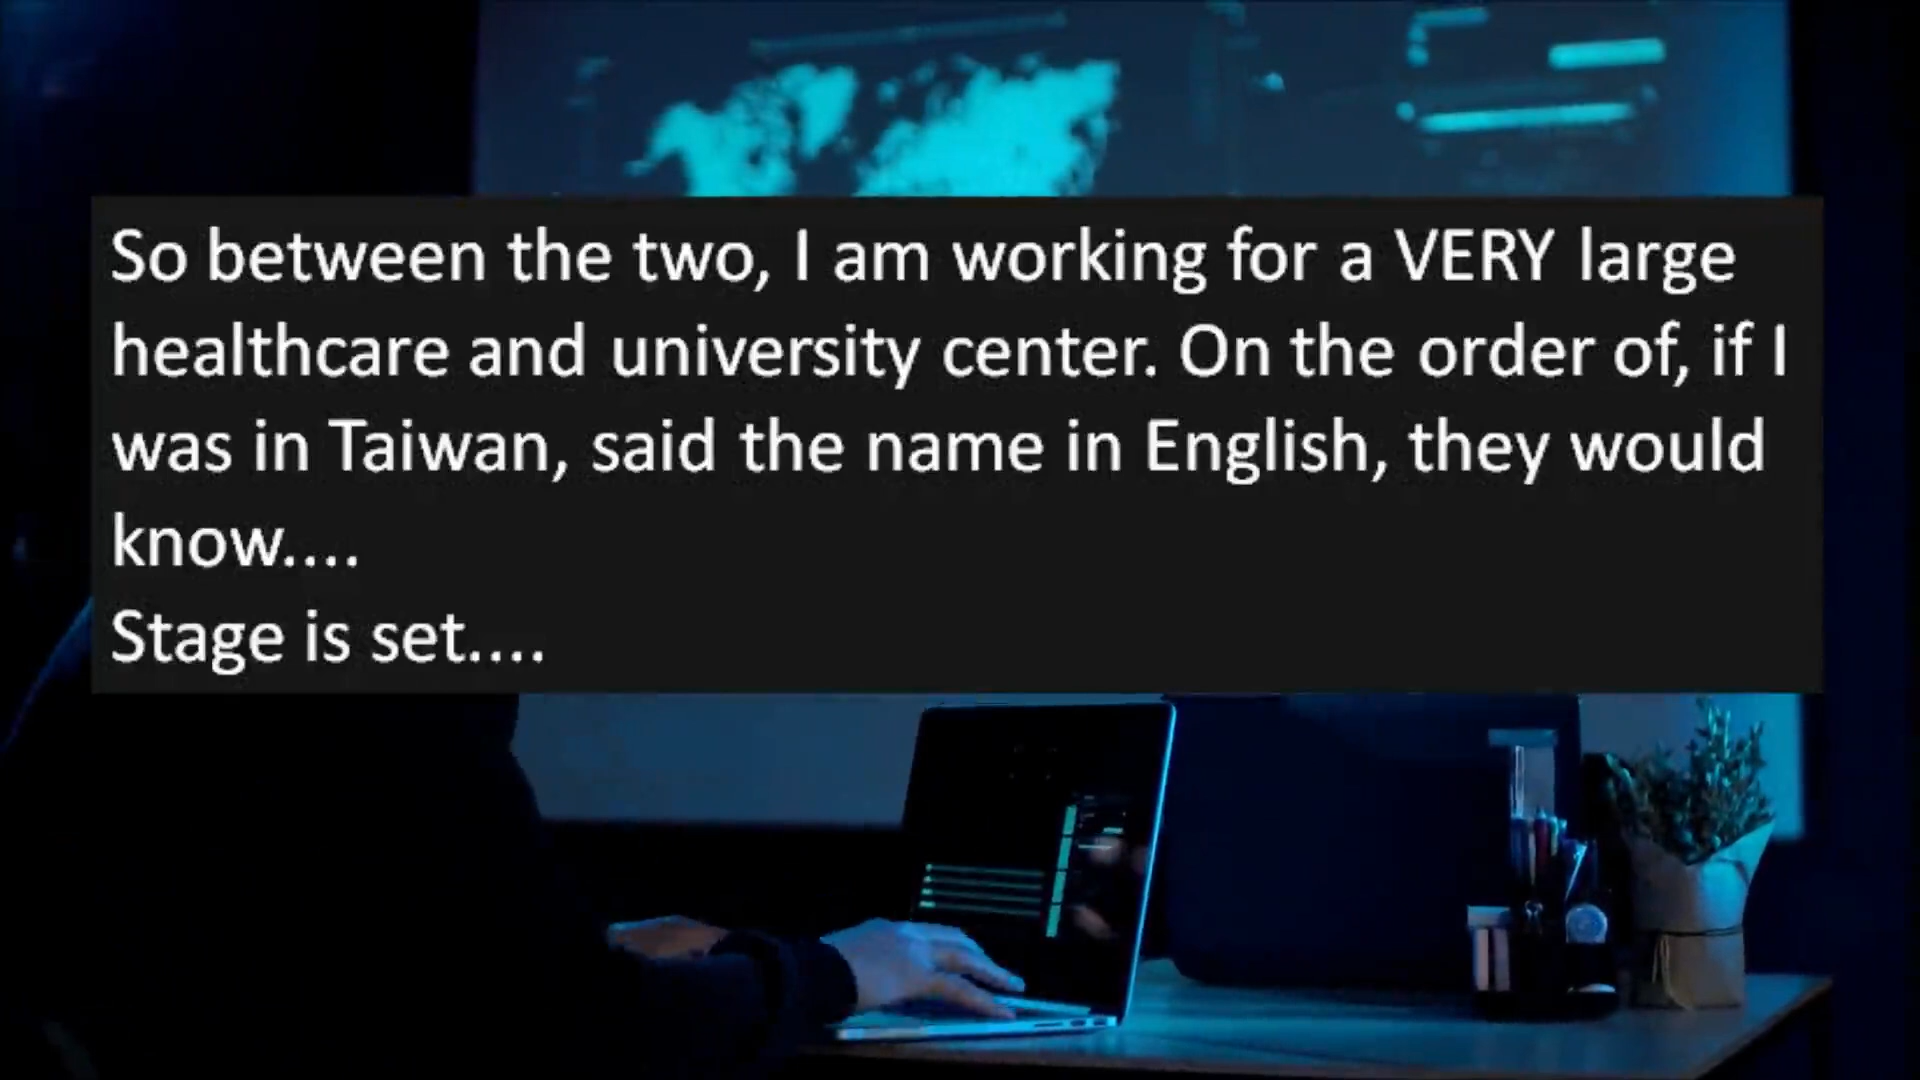 So between the two, I am working for a VERY large
healthcare and university center. On the order of, if I
was in Taiwan, said the name in English, they would
know....
Stage is set....